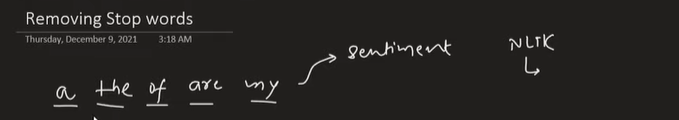 Removing Stop words
Thursday, December 9, 2021 3:18 AM
sentiment NLTK
a the of are my